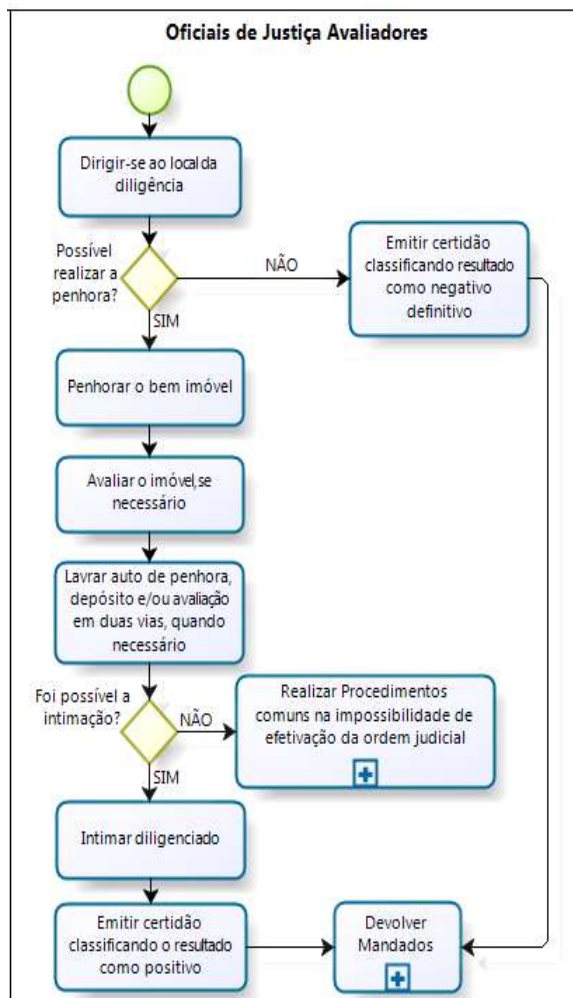 Oficiais de Justiça Avaliadores
Dirigir-se ao local da
diligência
Possível
realizar a
penhora?
NÃO
Emitir certidão
classificando resultado
como negativo
definitivo
SIM
Penhorar o bem imóvel
Avaliar o imóvel,se
necessário
Lavrar auto de penhora,
depósito e/ou avaliação
em duas vias, quando
necessário
Foi possível a
intimação?
NÃO
Realizar Procedimentos
comuns na impossibilidade de
efetivação da ordem judicial
SIM
Intimar diligenciado
Emitir certidão
classificando o resultado
como positivo
Devolver
Mandados